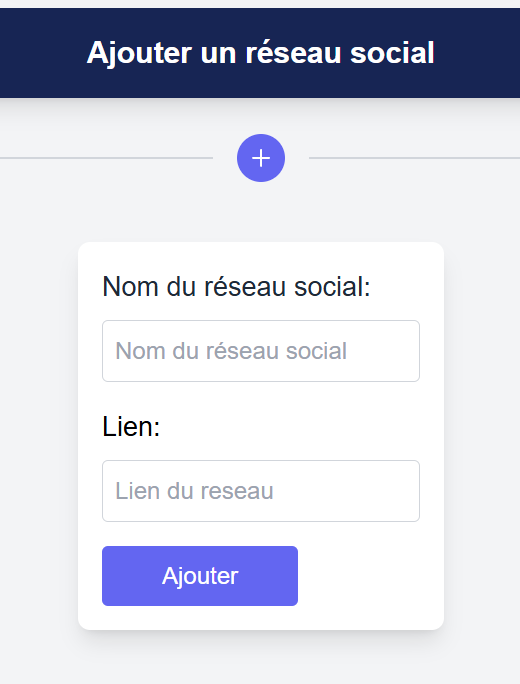 Ajouter un réseau social
Nom du réseau social:
Nom du réseau social
Lien:
Lien du reseau
Ajouter